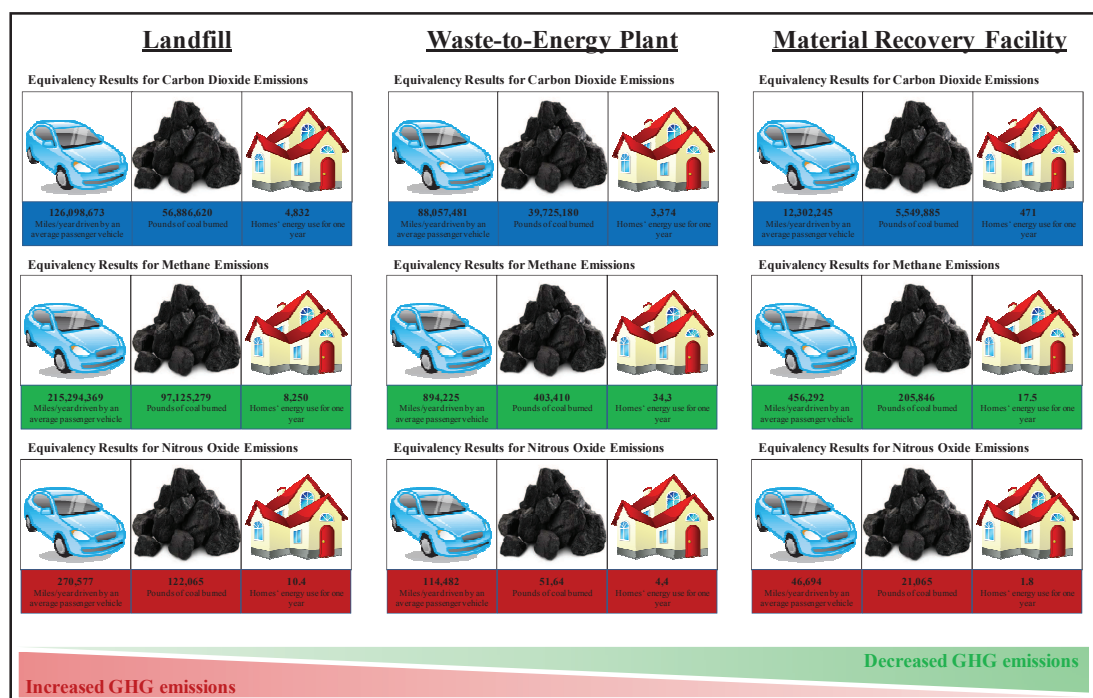 Landfill
Waste-to-Energy Plant
Material Recovery Facility
Equivalency Results for Carbon Dioxide Emissions
Equivalency Results for Carbon Dioxide Emissions
Equivalency Results for Carbon Dioxide Emissions
126,098,673
Miles/year driven by an
average passenger vehicle
56,886,620
Pounds of coal burned
4,832
Homes' energy use for one
year
88,057,481
Miles/year driven by an
average passenger vehicle
39,725,180
Pounds of coal burned
3,374
Homes' energy use for one
year
12,302,245
Miles/year driven by an
average passenger vehicle
5,549,885
Pounds of coal burned
471
Homes' energy use for one
year
Equivalency Results for Methane Emissions
Equivalency Results for Methane Emissions
Equivalency Results for Methane Emissions
215,294,369
Miles/year driven by an
average passenger vehicle
97,125,279
Pounds of coal burned
8,250
Homes' energy use for one
year
894,225
Miles/year driven by an
average passenger vehicle
403,410
Pounds of coal burned
34,3
Homes' energy use for one
year
456,292
Miles/year driven by an
average passenger vehicle
205,846
Pounds of coal burned
17.5
Homes' energy use for one
year
Equivalency Results for Nitrous Oxide Emissions
Equivalency Results for Nitrous Oxide Emissions
Equivalency Results for Nitrous Oxide Emissions
270,577
Miles/year driven by an
average passenger vehicle
122,065
Pounds of coal burned
10.4
Homes' energy use for one
year
114,482
Miles/year driven by an
average passenger vehicle
51,64
Pounds of coal burned
4,4
Homes' energy use for one
year
46,694
Miles/year driven by an
average passenger vehicle
21,065
Pounds of coal burned
1.8
Homes' energy use for one
year
Decreased GHG emissions
Increased GHG emissions